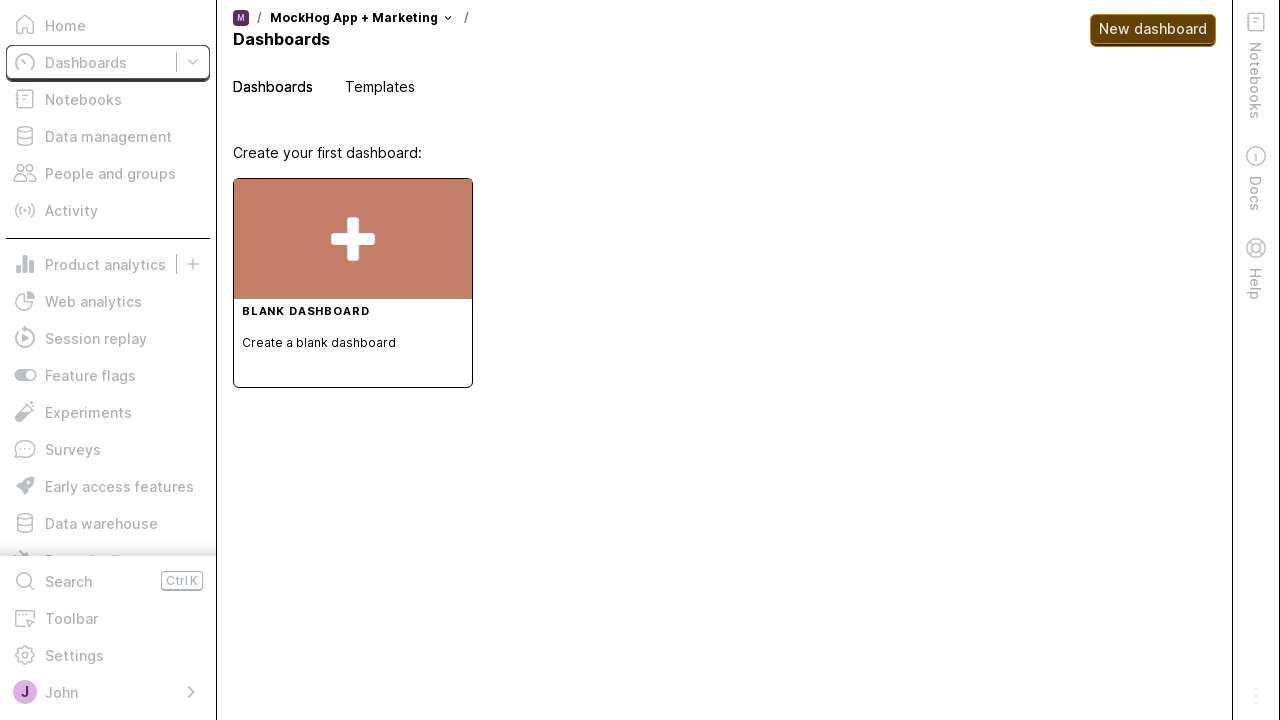 Home
Dashboards
Notebooks
Data management
People and groups
Activity
Product analytics
Web analytics
Session replay
Feature flags
Experiments
Surveys
Early access features
Data warehouse
Search Ctrl K
Toolbar
Settings
J John
M / MockHog App + Marketing /
Dashboards
New dashboard
Dashboards Templates
Create your first dashboard:
BLANK DASHBOARD
Create a blank dashboard
Notebooks
Docs
Help